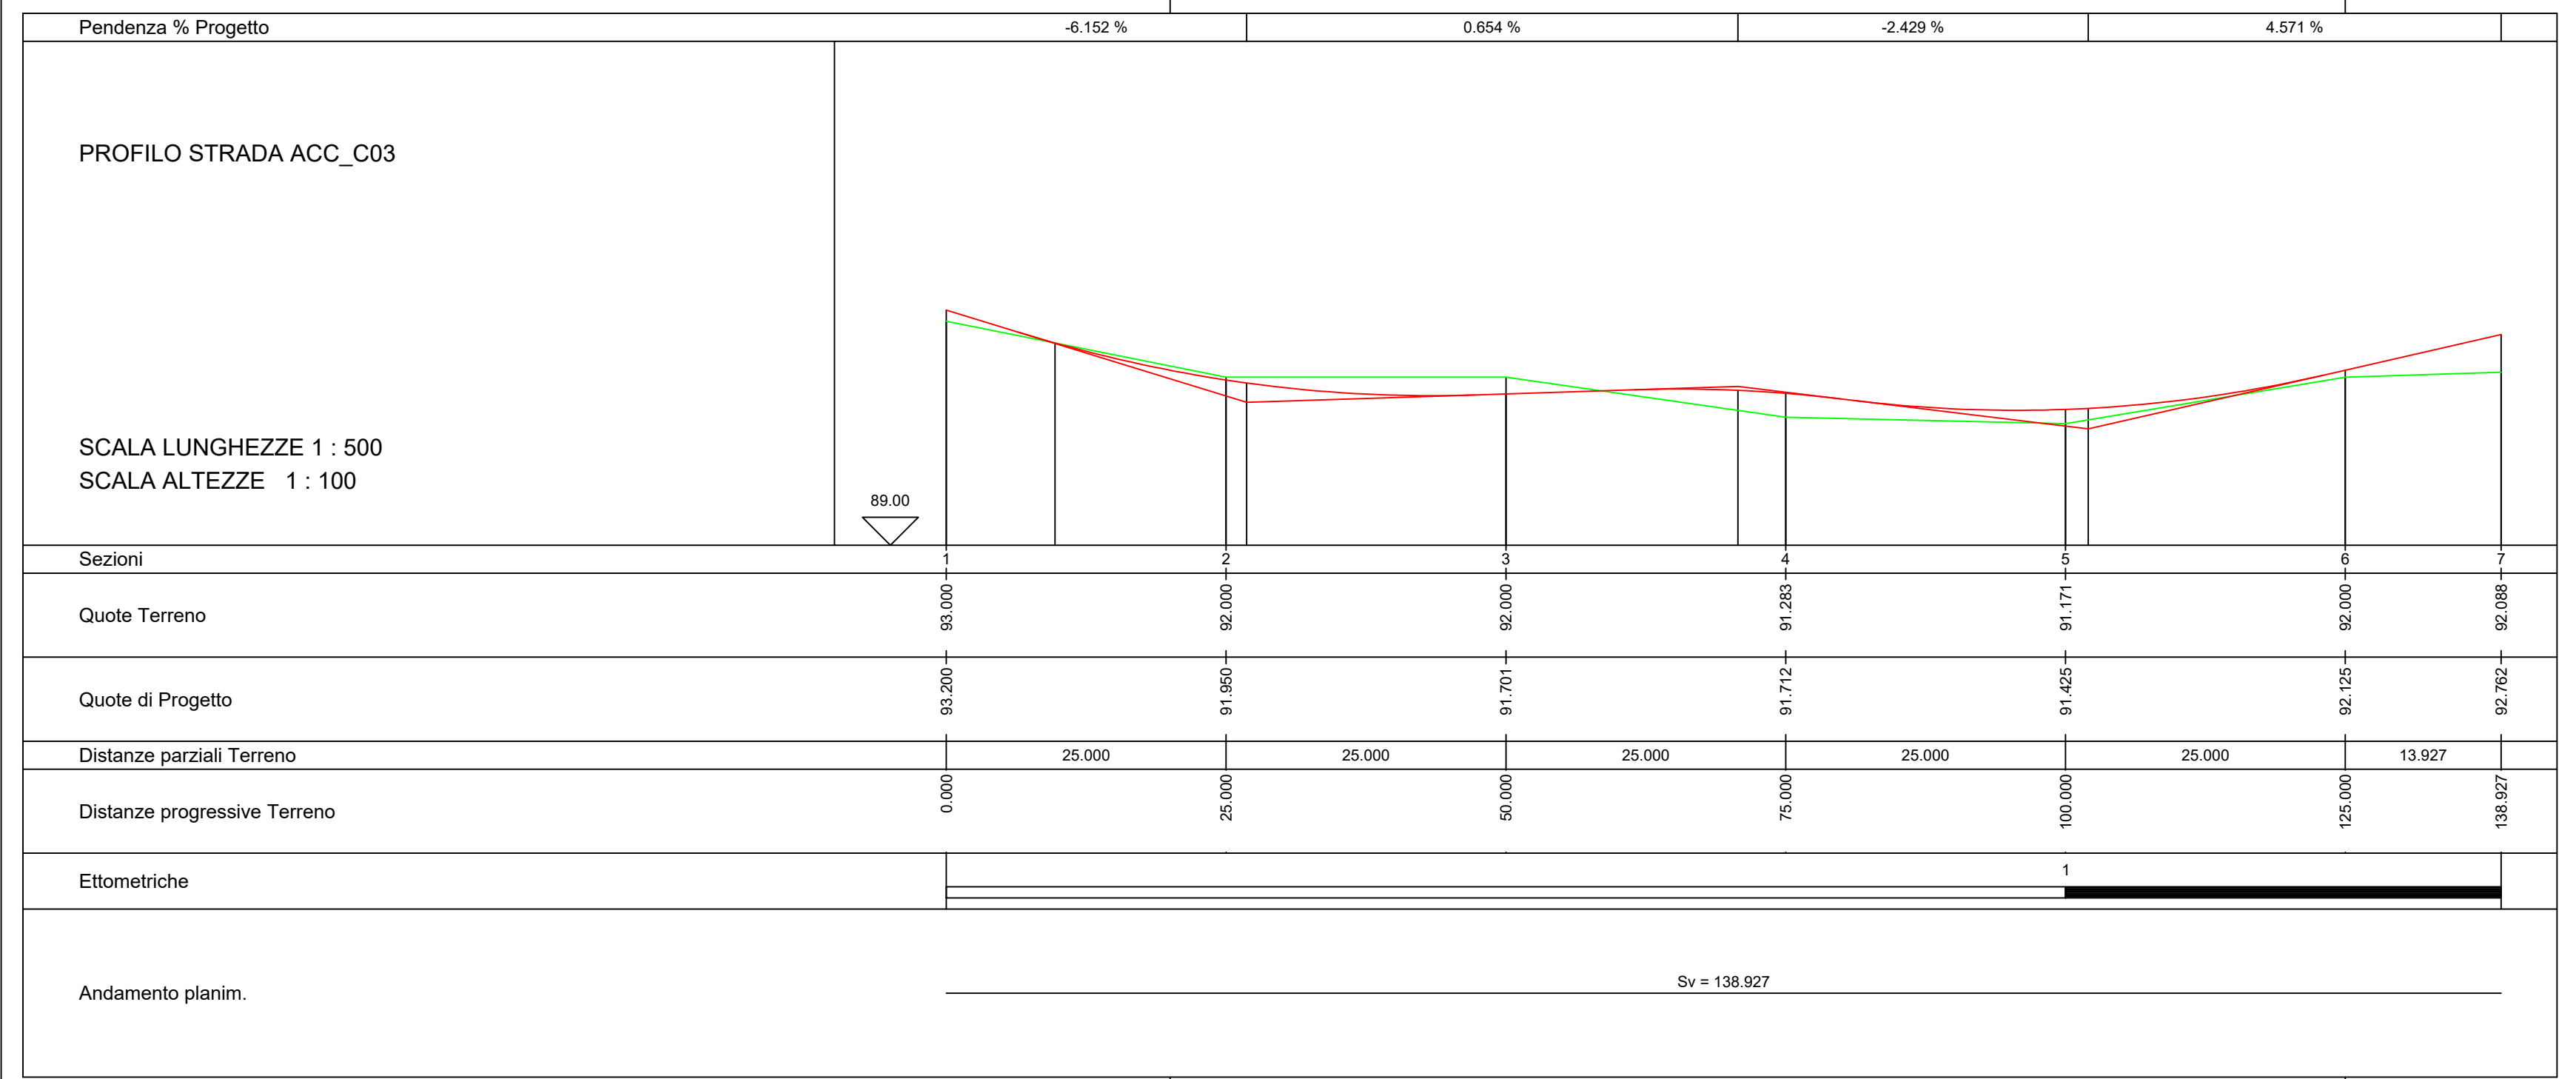 Pendenza % Progetto -6.152 % 0.654 % -2.429 % 4.571 %
PROFILO STRADA ACC_C03
SCALA LUNGHEZZE 1 : 500
SCALA ALTEZZE 1 : 100
89.00
Sezioni 1 2 3 4 5 6 7
Quote Terreno 93.000 92.000 92.000 91.283 91.171 92.000 92.088
Quote di Progetto 93.200 91.950 91.701 91.712 91.425 92.125 92.762
Distanze parziali Terreno 25.000 25.000 25.000 25.000 25.000 13.927
Distanze progressive Terreno 0.000 25.000 50.000 75.000 100.000 125.000 138.927
Ettometriche 1
Andamento planim. Sv = 138.927